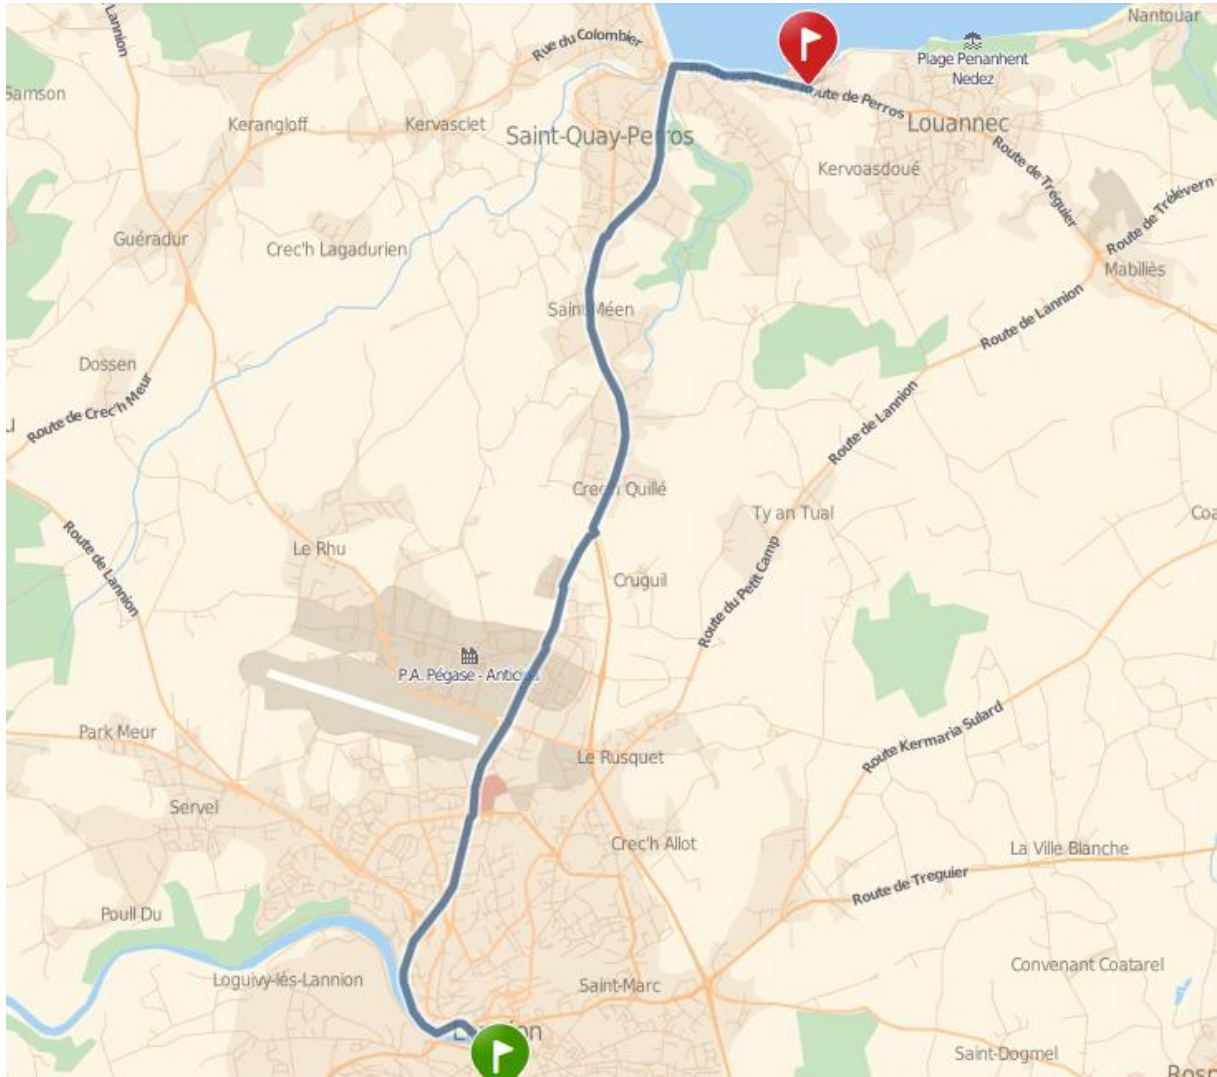 Lannion
Nantouar
Rue du Colombier
Plage Penanhent
Nedez
Samson
Kerangloff
Kervasclet
Route de Perros
Louannec
Saint-Quay-Perros
Kervoasdoué
Route de Tréguier
Route de Trélévern
Guéradur
Crec'h Lagadurien
Mabiliès
Saint-Méen
Route de Lannion
Dossen
Route de Crec'h Meur
Route de Lannion
Crec'h Quillé
Ty an Tual
Coa
Route de Lannion
Le Rhu
Cruguil
Route du Petit Camp
P.A. Pégase - Anticipa
Park Meur
Route Kermaria Sulard
Le Rusquet
Servel
Crec'h Allot
La Ville Blanche
Route de Treguier
Poull Du
Loguivy-lès-Lannion
Saint-Marc
Convenant Coatarel
Lannion
Saint-Dogmel
Rosp